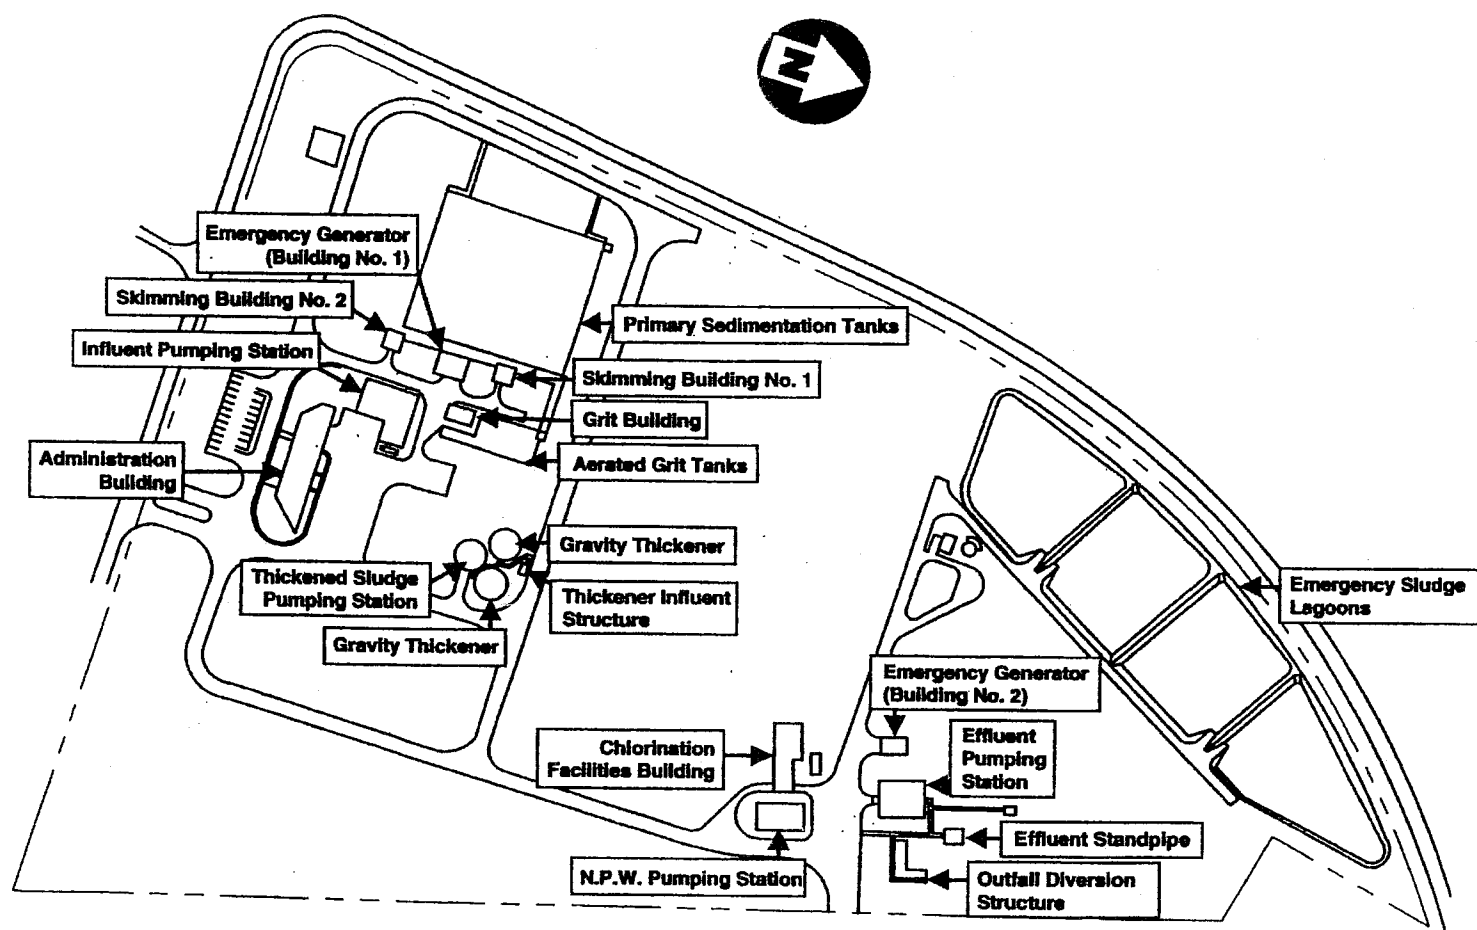 N
Emergency Generator
(Building No. 1)
Skimming Building No. 2
Influent Pumping Station
Primary Sedimentation Tanks
Skimming Building No. 1
Grit Building
Administration
Building
Aerated Grit Tanks
Gravity Thickener
Thickened Sludge
Pumping Station
Thickener Influent
Structure
Gravity Thickener
Emergency Sludge
Lagoons
Emergency Generator
(Building No. 2)
Chlorination
Facilities Building
Effluent
Pumping
Station
Effluent Standpipe
N.P.W. Pumping Station
Outfall Diversion
Structure